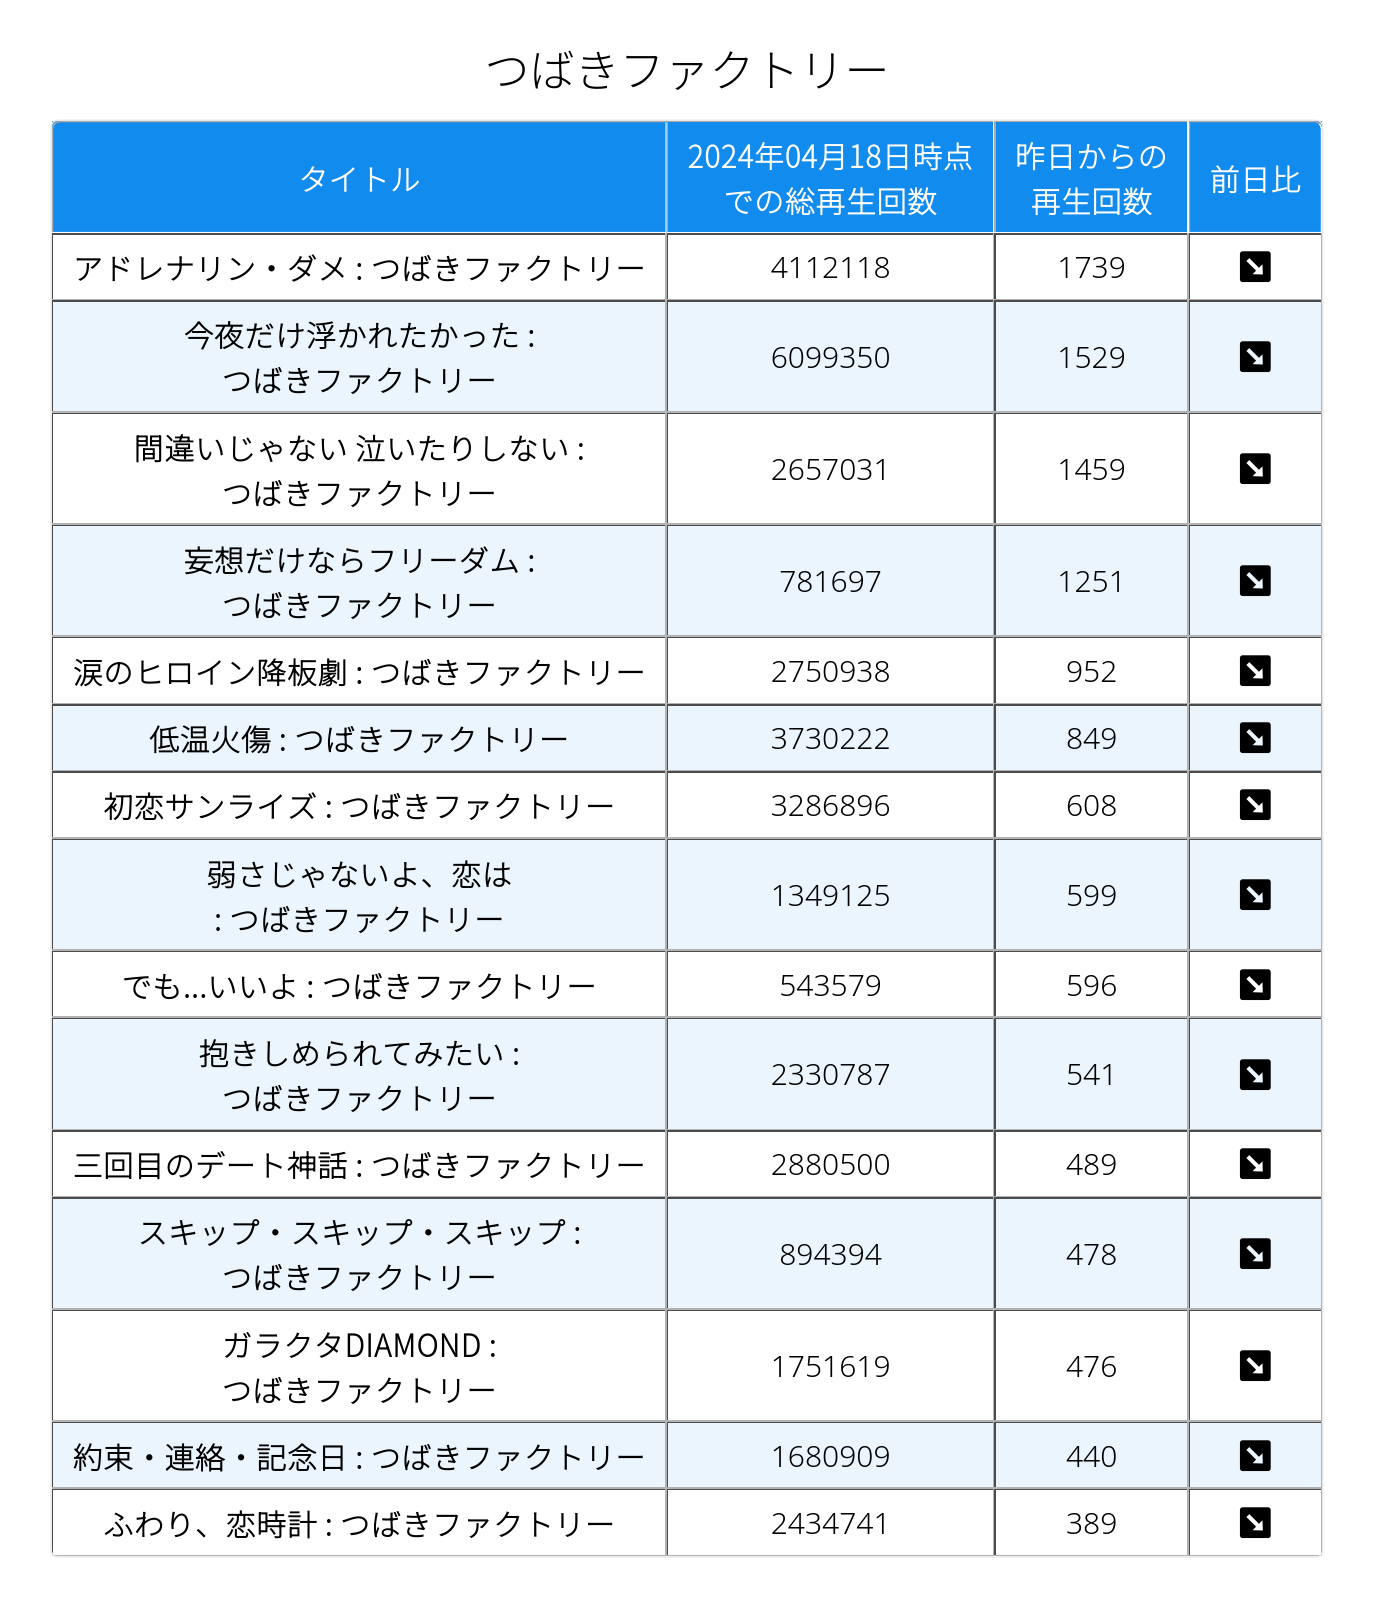 つばきファクトリー
タイトル
2024年04月18日時点
での総再生回数
昨日からの
再生回数
前日比
アドレナリン・ダメ : つばきファクトリー
4112118
1739
今夜だけ浮かれたかった :
つばきファクトリー
6099350
1529
間違いじゃない 泣いたりしない :
つばきファクトリー
2657031
1459
妄想だけならフリーダム :
つばきファクトリー
781697
1251
涙のヒロイン降板劇 : つばきファクトリー
2750938
952
低温火傷 : つばきファクトリー
3730222
849
初恋サンライズ : つばきファクトリー
3286896
608
弱さじゃないよ、恋は
: つばきファクトリー
1349125
599
でも...いいよ : つばきファクトリー
543579
596
抱きしめられてみたい :
つばきファクトリー
2330787
541
三回目のデート神話 : つばきファクトリー
2880500
489
スキップ・スキップ・スキップ :
つばきファクトリー
894394
478
ガラクタDIAMOND :
つばきファクトリー
1751619
476
約束・連絡・記念日 : つばきファクトリー
1680909
440
ふわり、恋時計 : つばきファクトリー
2434741
389